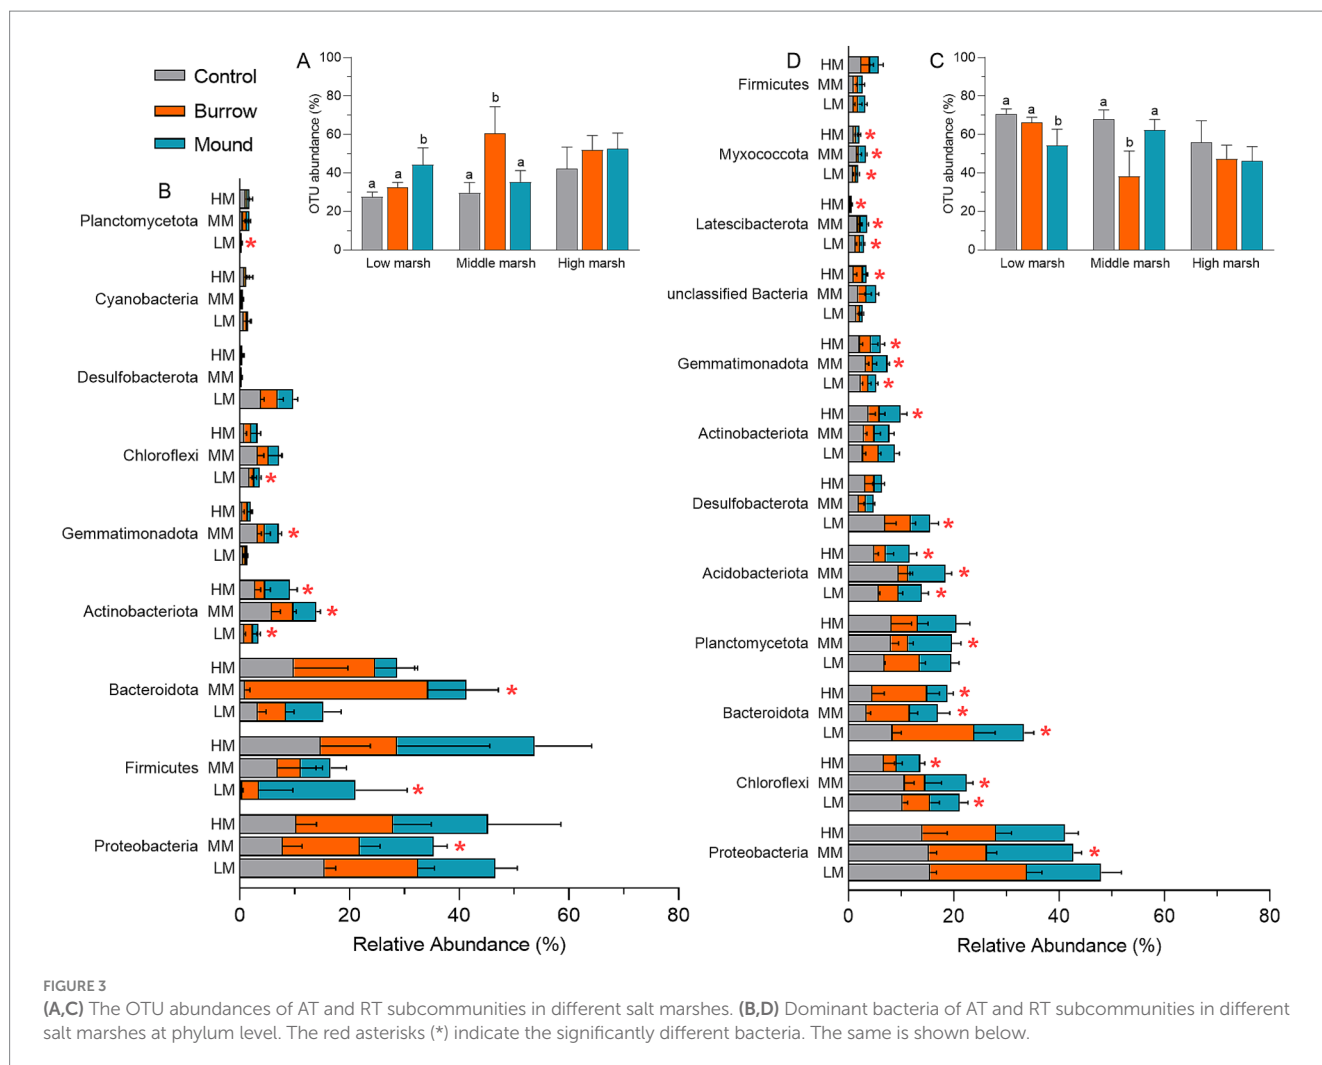 Control
Burrow
Mound
A
OTU abundance (%)
100
80
60
40
20
0
a
a
b
a
b
a
Low marsh
Middle marsh
High marsh
B
Planctomycetota
HM
MM
LM *
Cyanobacteria
HM
MM
LM
Desulfobacterota
HM
MM
LM
Chloroflexi
HM
MM
LM *
Gemmatimonadota
HM
MM *
LM
Actinobacteriota
HM *
MM *
LM *
Bacteroidota
HM
MM *
LM
Firmicutes
HM
MM
LM *
Proteobacteria
HM
MM *
LM
0 20 40 60 80
Relative Abundance (%)
C
OTU abundance (%)
100
80
60
40
20
0
a
a
b
a
b
a
Low marsh
Middle marsh
High marsh
D
Firmicutes
HM
MM
LM
Myxococcota
HM *
MM *
LM *
Latescibacterota
HM *
MM *
LM *
unclassified Bacteria
HM *
MM
LM
Gemmatimonadota
HM *
MM *
LM *
Actinobacteriota
HM *
MM
LM
Desulfobacterota
HM
MM
LM *
Acidobacteriota
HM *
MM *
LM *
Planctomycetota
HM
MM *
LM
Bacteroidota
HM *
MM *
LM *
Chloroflexi
HM *
MM *
LM *
Proteobacteria
HM
MM *
LM
0 20 40 60 80
Relative Abundance (%)
FIGURE 3
(A,C) The OTU abundances of AT and RT subcommunities in different salt marshes. (B,D) Dominant bacteria of AT and RT subcommunities in different
salt marshes at phylum level. The red asterisks (*) indicate the significantly different bacteria. The same is shown below.